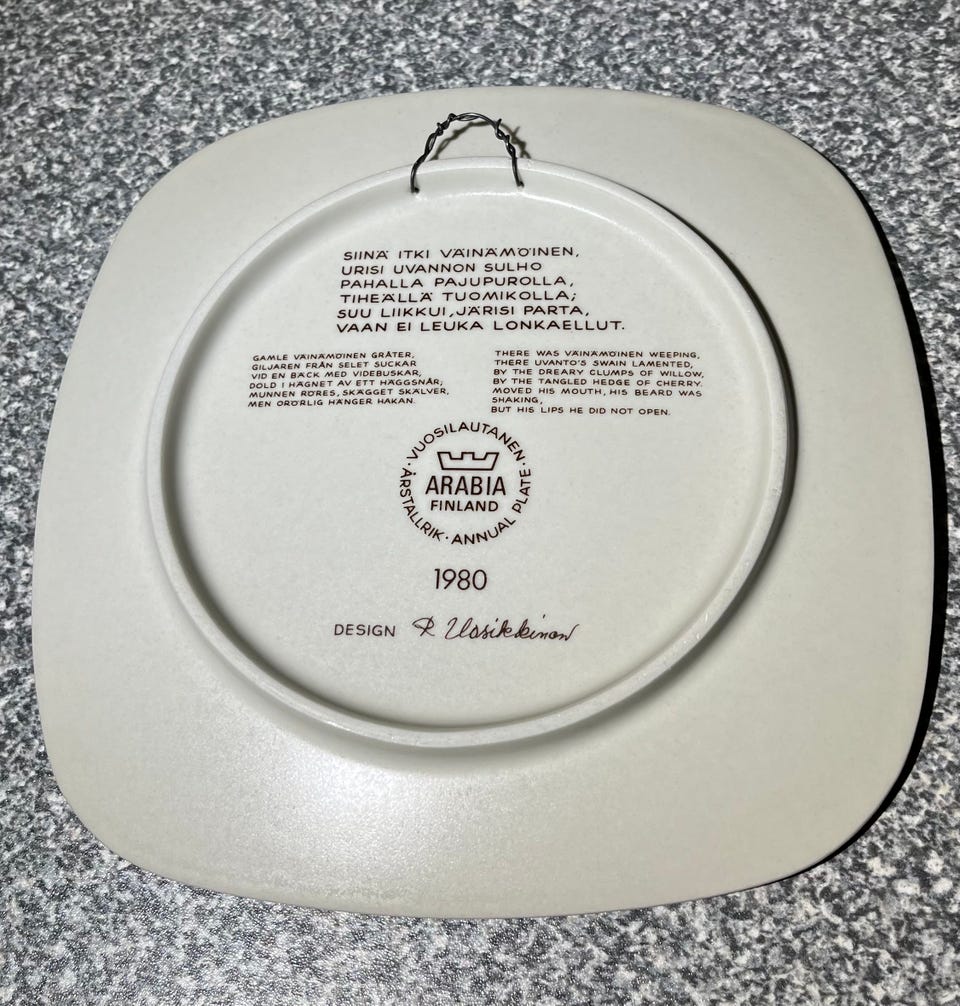 SIINÄ ITKI VÄINÄMÖINEN,
URISI UVANNON SULHO
PAHALLA PAJUPUROLLA,
TIHEÄLLÄ TUOMIKOLLA;
SUU LIIKKUI, JÄRISI PARTA,
VAAN EI LEUKA LONKAELLUT.
GAMLE VÄINÄMÖINEN GRÅTER,
GILJAREN FRÅN SELET SUCKAR
VID EN BÄCK MED VIDEBUSKAR,
DOLD I HÄGNET AV ETT HÄGGSNÅR;
MUNNEN RÖRES, SKÄGGET SKÄLVER,
MEN ORÖRLIG HÄNGER HAKAN.
THERE WAS VÄINÄMÖINEN WEEPING,
THERE UVANTO'S SWAIN LAMENTED,
BY THE DREARY CLUMPS OF WILLOW,
BY THE TANGLED HEDGE OF CHERRY.
MOVED HIS MOUTH, HIS BEARD WAS
SHAKING,
BUT HIS LIPS HE DID NOT OPEN.
· VUOSILAUTANEN ·
ARABIA
FINLAND
ÅRSTALLRIK · ANNUAL PLATE
1980
DESIGN R Uosikkinen